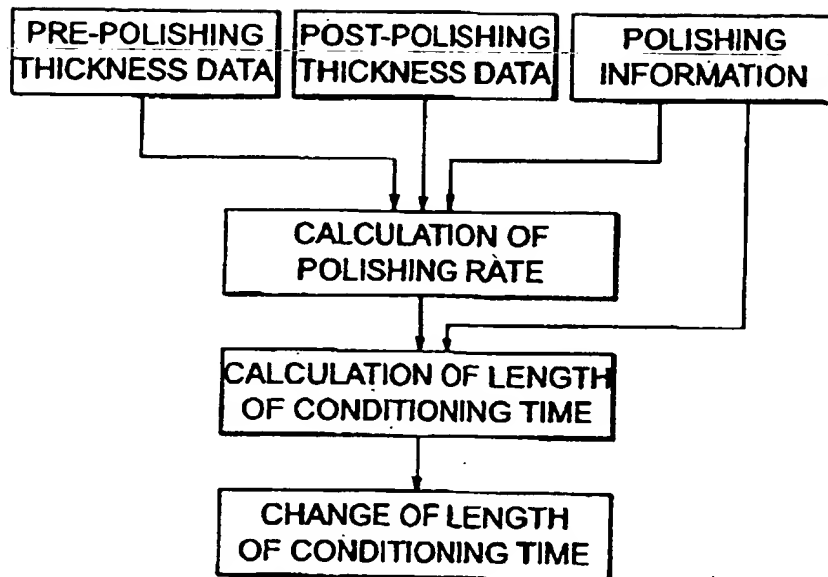 PRE-POLISHING
THICKNESS DATA
POST-POLISHING
THICKNESS DATA
POLISHING
INFORMATION
CALCULATION OF
POLISHING RATE
CALCULATION OF LENGTH
OF CONDITIONING TIME
CHANGE OF LENGTH
OF CONDITIONING TIME